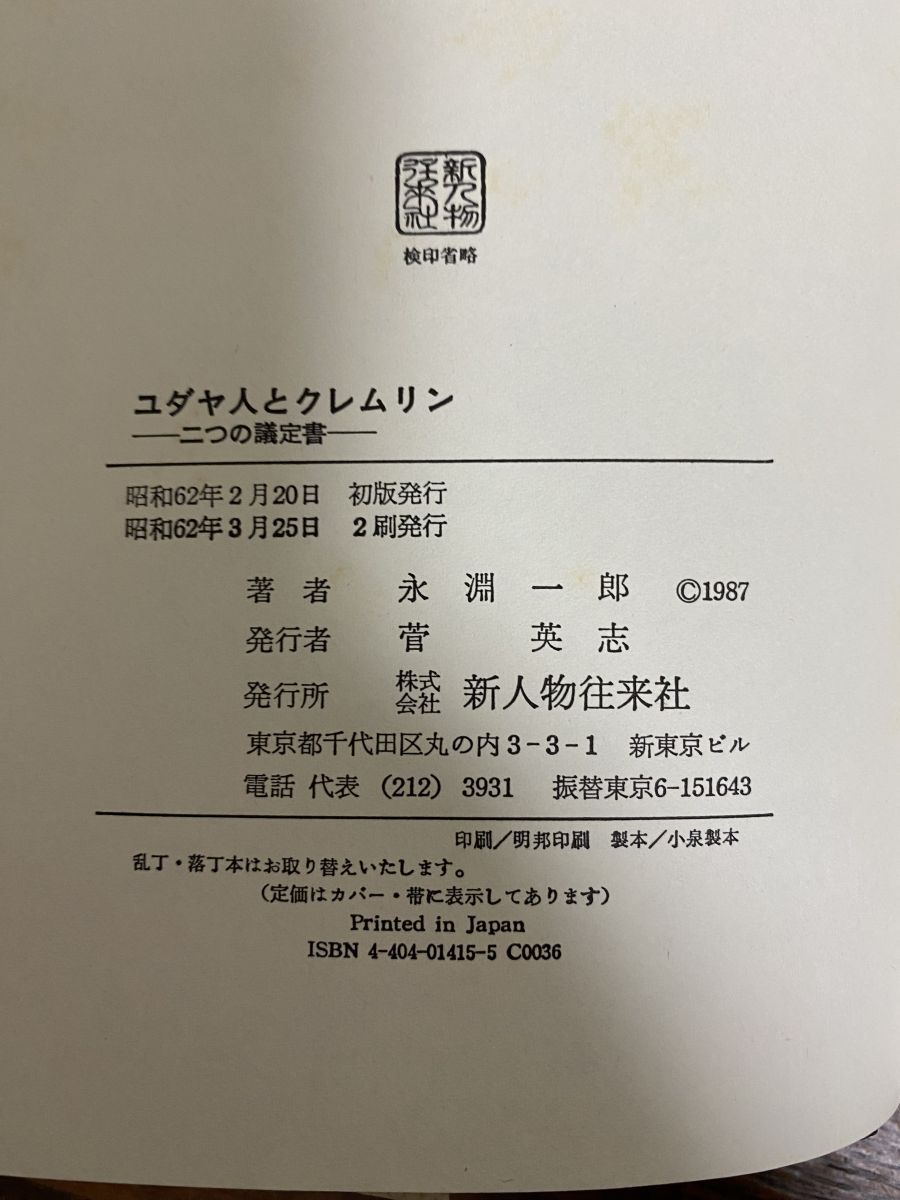 新人物
往来社
検印省略
ユダヤ人とクレムリン
──二つの議定書──
昭和62年2月20日 初版発行
昭和62年3月25日 2刷発行
著者 永淵一郎 ©1987
発行者 菅英志
発行所 株式会社 新人物往来社
東京都千代田区丸の内3-3-1 新東京ビル
電話 代表 (212) 3931 振替東京6-151643
印刷/明邦印刷 製本/小泉製本
乱丁・落丁本はお取り替えいたします。
(定価はカバー・帯に表示してあります)
Printed in Japan
ISBN 4-404-01415-5 C0036